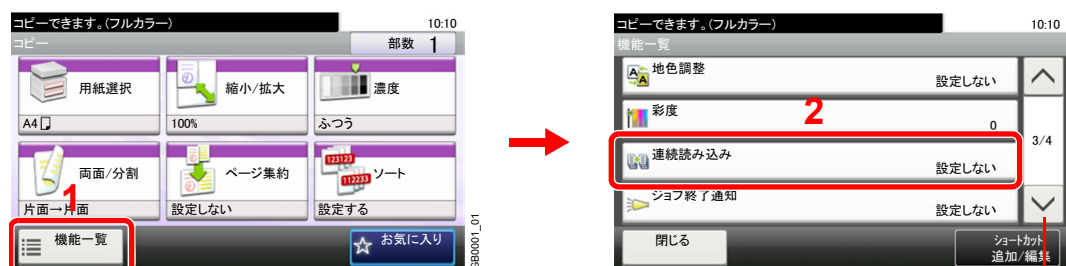 コピーできます。(フルカラー)
10:10
コピー
部数 1
用紙選択
A4
縮小/拡大
100%
濃度
ふつう
両面/分割
片面→片面
ページ集約
設定しない
123123
112233
ソート
設定する
1
機能一覧
お気に入り
GB0001_01
コピーできます。(フルカラー)
10:10
機能一覧
地色調整
設定しない
彩度
0
2
連続読み込み
設定しない
3/4
ジョブ終了通知
設定しない
閉じる
ショートカット
追加/編集